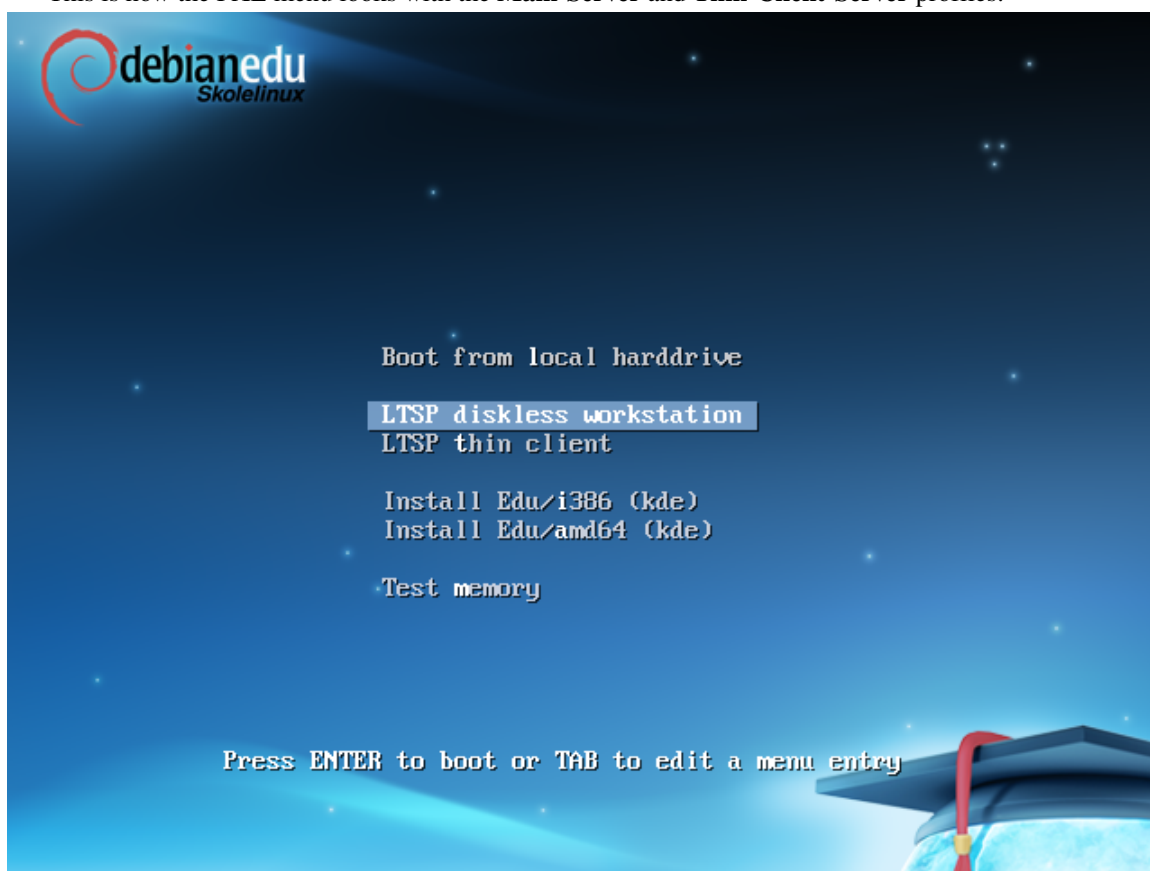 debianedu
Skolelinux
Boot from local harddrive
LTSP diskless workstation
LTSP thin client
Install Edu/i386 (kde)
Install Edu/amd64 (kde)
Test memory
Press ENTER to boot or TAB to edit a menu entry